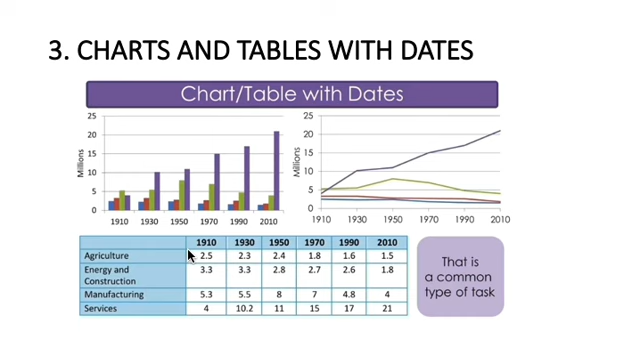 3. CHARTS AND TABLES WITH DATES
Chart/Table with Dates
25
20
15
10
5
0
Millions
1910 1930 1950 1970 1990 2010
25
20
15
10
5
0
Millions
1910 1930 1950 1970 1990 2010
1910 1930 1950 1970 1990 2010
Agriculture 2.5 2.3 2.4 1.8 1.6 1.5
Energy and
Construction 3.3 3.3 2.8 2.7 2.6 1.8
Manufacturing 5.3 5.5 8 7 4.8 4
Services 4 10.2 11 15 17 21
That is
a common
type of task